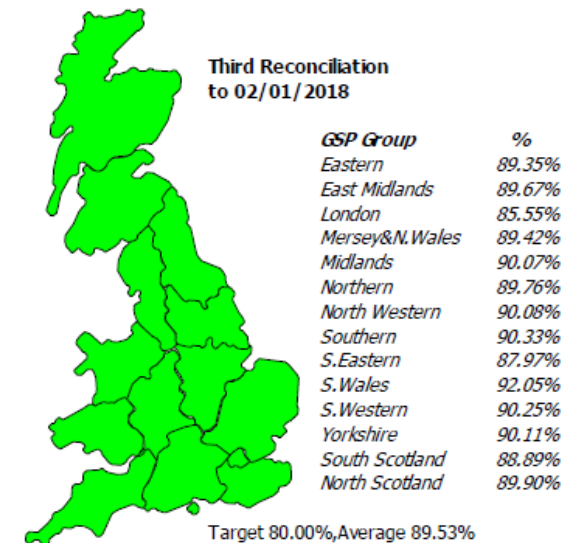 Third Reconciliation
to 02/01/2018
GSP Group %
Eastern 89.35%
East Midlands 89.67%
London 85.55%
Mersey&N.Wales 89.42%
Midlands 90.07%
Northern 89.76%
North Western 90.08%
Southern 90.33%
S.Eastern 87.97%
S.Wales 92.05%
S.Western 90.25%
Yorkshire 90.11%
South Scotland 88.89%
North Scotland 89.90%
Target 80.00%,Average 89.53%